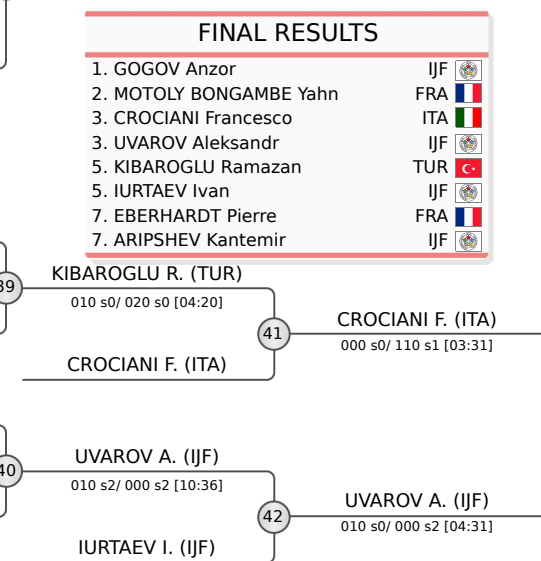 FINAL RESULTS
1. GOGOV Anzor IJF
2. MOTOLY BONGAMBE Yahn FRA
3. CROCIANI Francesco ITA
3. UVAROV Aleksandr IJF
5. KIBAROGLU Ramazan TUR
5. IURTAEV Ivan IJF
7. EBERHARDT Pierre FRA
7. ARIPSHEV Kantemir IJF
39
KIBAROGLU R. (TUR)
010 s0/ 020 s0 [04:20]
41
CROCIANI F. (ITA)
000 s0/ 110 s1 [03:31]
CROCIANI F. (ITA)
40
UVAROV A. (IJF)
010 s2/ 000 s2 [10:36]
42
UVAROV A. (IJF)
010 s0/ 000 s2 [04:31]
IURTAEV I. (IJF)